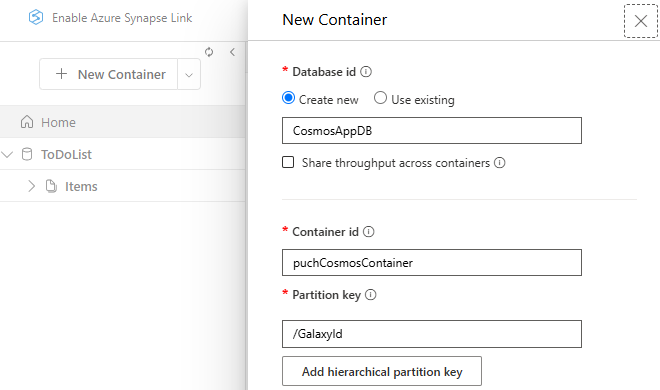 Enable Azure Synapse Link
New Container
Home
ToDoList
Items
New Container
* Database id
Create new
Use existing
CosmosAppDB
Share throughput across containers
* Container id
puchCosmosContainer
* Partition key
/GalaxyId
Add hierarchical partition key